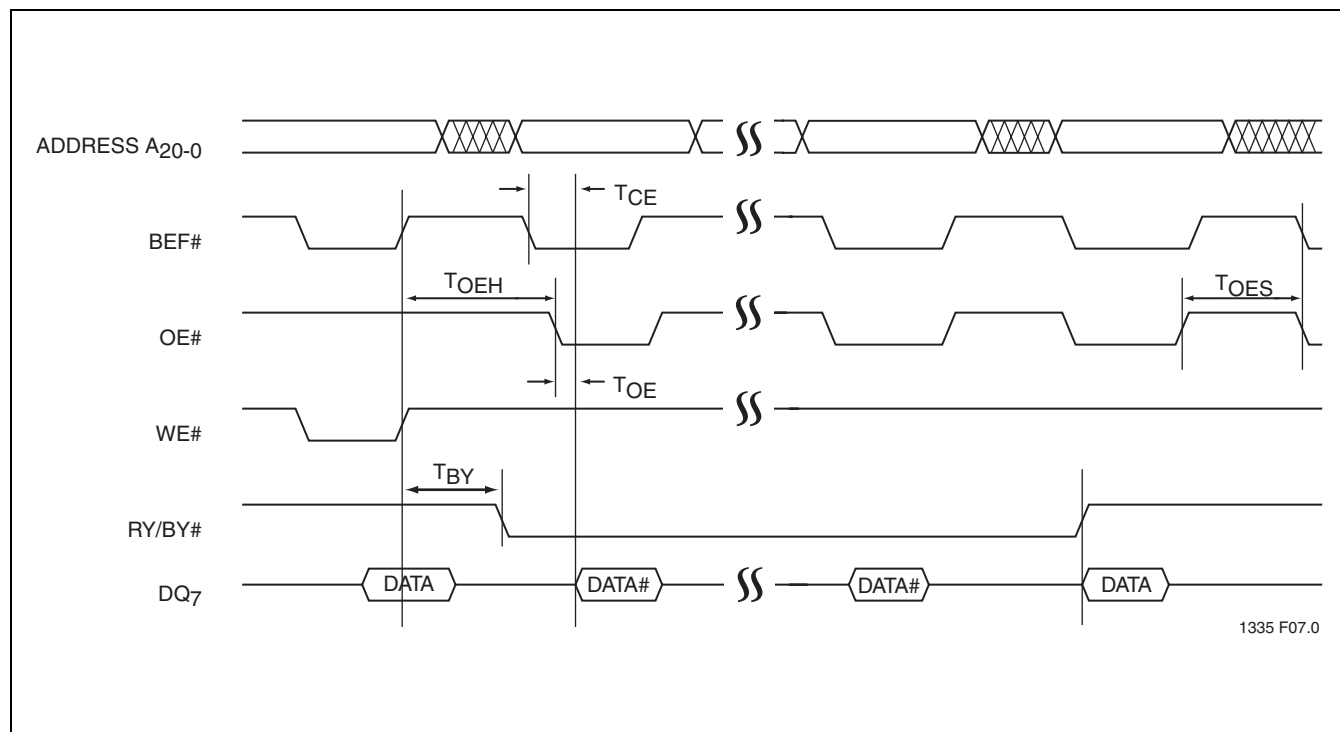 ADDRESS A20-0
TCE
BEF#
TOEH
TOES
OE#
TOE
WE#
TBY
RY/BY#
DQ7
DATA
DATA#
DATA#
DATA
1335 F07.0